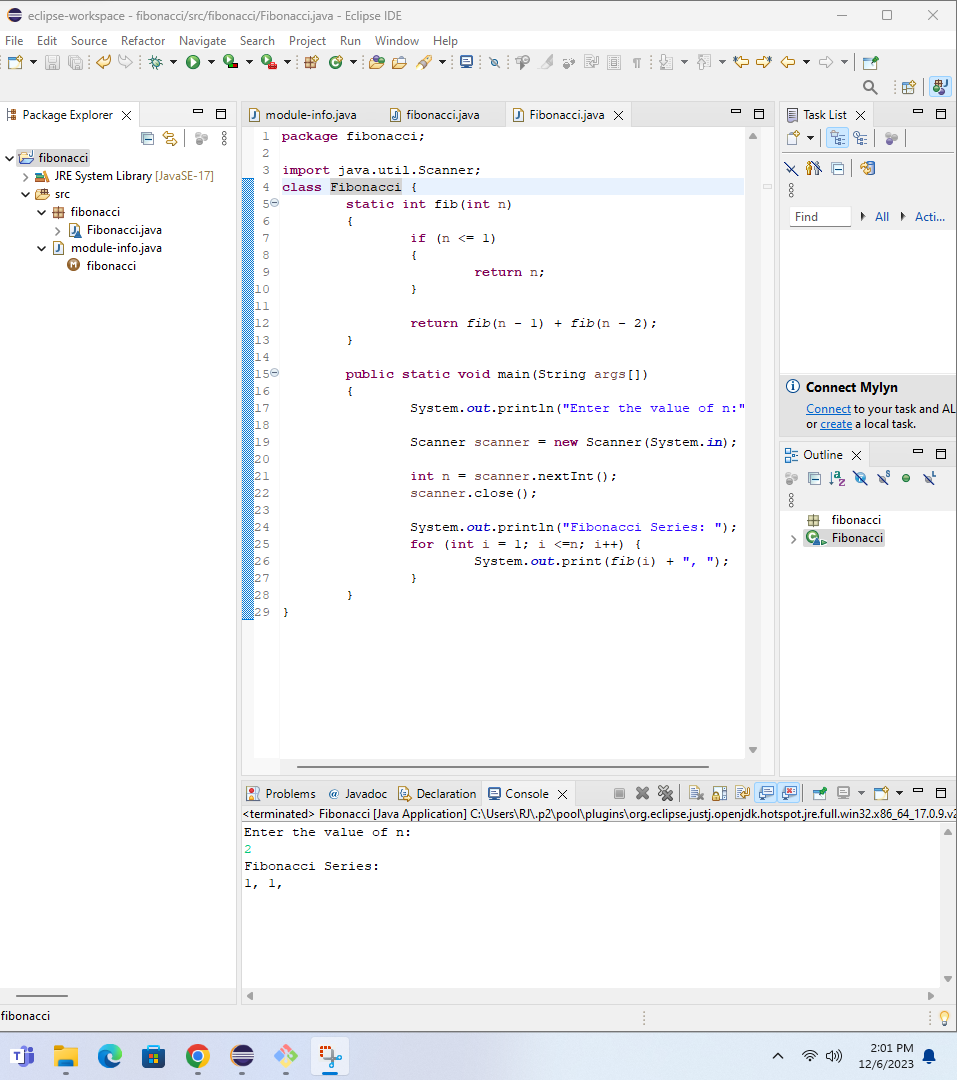 eclipse-workspace - fibonacci/src/fibonacci/Fibonacci.java - Eclipse IDE
File Edit Source Refactor Navigate Search Project Run Window Help
Package Explorer
fibonacci
JRE System Library [JavaSE-17]
src
fibonacci
Fibonacci.java
module-info.java
fibonacci
module-info.java fibonacci.java Fibonacci.java
1 package fibonacci;
2
3 import java.util.Scanner;
4 class Fibonacci {
5 static int fib(int n)
6 {
7 if (n <= 1)
8 {
9 return n;
10 }
11
12 return fib(n - 1) + fib(n - 2);
13 }
14
15 public static void main(String args[])
16 {
17 System.out.println("Enter the value of n:"
18
19 Scanner scanner = new Scanner(System.in);
20
21 int n = scanner.nextInt();
22 scanner.close();
23
24 System.out.println("Fibonacci Series: ");
25 for (int i = 1; i <=n; i++) {
26 System.out.print(fib(i) + ", ");
27 }
28 }
29 }
Task List
Find All Acti...
Connect Mylyn
Connect to your task and AL
or create a local task.
Outline
fibonacci
Fibonacci
Problems @ Javadoc Declaration Console
<terminated> Fibonacci [Java Application] C:\Users\RJ\.p2\pool\plugins\org.eclipse.justj.openjdk.hotspot.jre.full.win32.x86_64_17.0.9.v2
Enter the value of n:
2
Fibonacci Series:
1, 1,
fibonacci
2:01 PM
12/6/2023